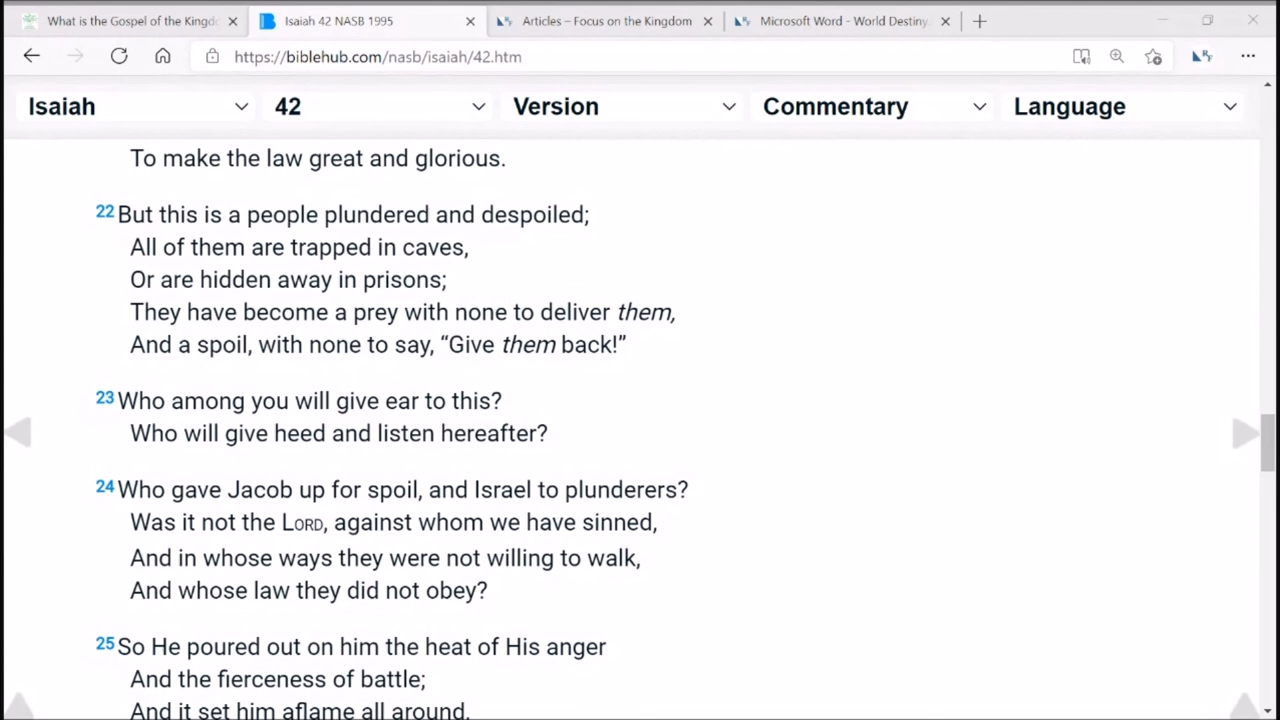 What is the Gospel of the Kingdo
Isaiah 42 NASB 1995
Articles – Focus on the Kingdom
Microsoft Word - World Destiny.
https://biblehub.com/nasb/isaiah/42.htm
Isaiah 42 Version Commentary Language
To make the law great and glorious.
22 But this is a people plundered and despoiled;
All of them are trapped in caves,
Or are hidden away in prisons;
They have become a prey with none to deliver them,
And a spoil, with none to say, “Give them back!”
23 Who among you will give ear to this?
Who will give heed and listen hereafter?
24 Who gave Jacob up for spoil, and Israel to plunderers?
Was it not the LORD, against whom we have sinned,
And in whose ways they were not willing to walk,
And whose law they did not obey?
25 So He poured out on him the heat of His anger
And the fierceness of battle;
And it set him aflame all around,